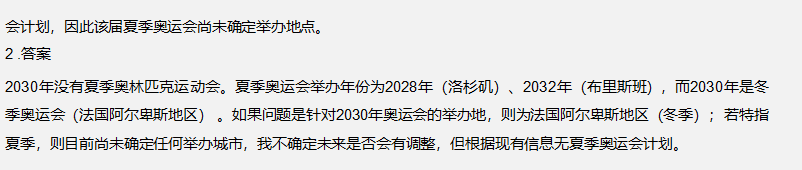 会计划，因此该届夏季奥运会尚未确定举办地点。
2 .答案
2030年没有夏季奥林匹克运动会。夏季奥运会举办年份为2028年（洛杉矶）、2032年（布里斯班），而2030年是冬
季奥运会（法国阿尔卑斯地区） 。如果问题是针对2030年奥运会的举办地，则为法国阿尔卑斯地区（冬季）；若特指
夏季，则目前尚未确定任何举办城市，我不确定未来是否会有调整，但根据现有信息无夏季奥运会计划。